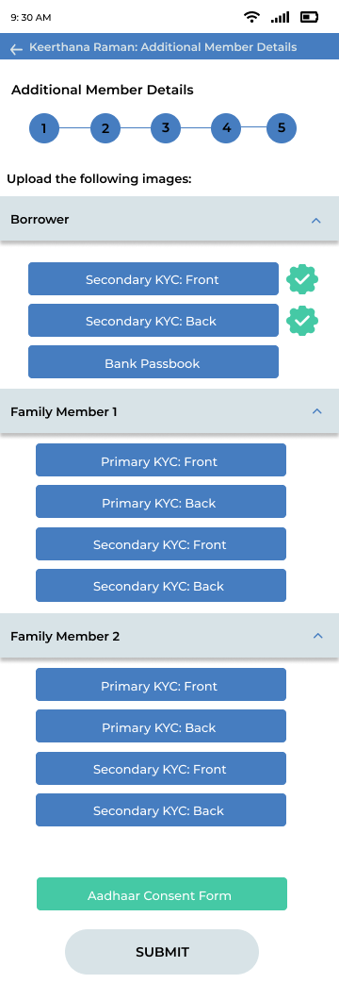 9: 30 AM
Keerthana Raman: Additional Member Details
Additional Member Details
1 2 3 4 5
Upload the following images:
Borrower
Secondary KYC: Front
Secondary KYC: Back
Bank Passbook
Family Member 1
Primary KYC: Front
Primary KYC: Back
Secondary KYC: Front
Secondary KYC: Back
Family Member 2
Primary KYC: Front
Primary KYC: Back
Secondary KYC: Front
Secondary KYC: Back
Aadhaar Consent Form
SUBMIT